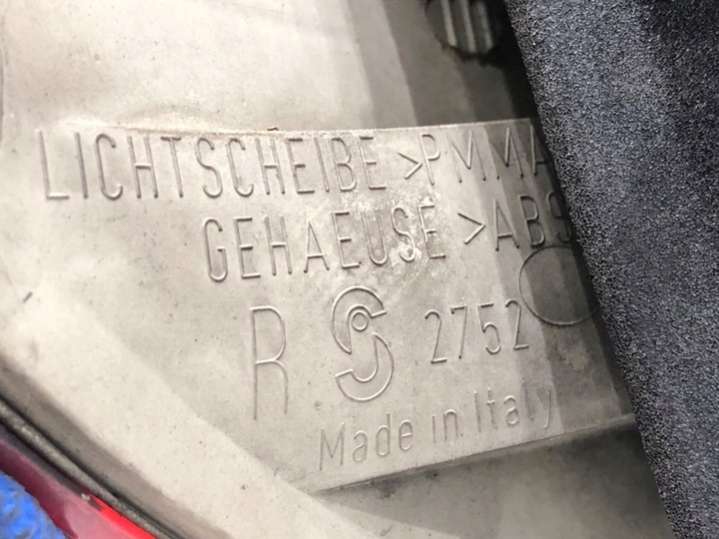 LICHTSCHEIBE >PMMA
GEHAEUSE >ABS
R 2752
Made in Italy